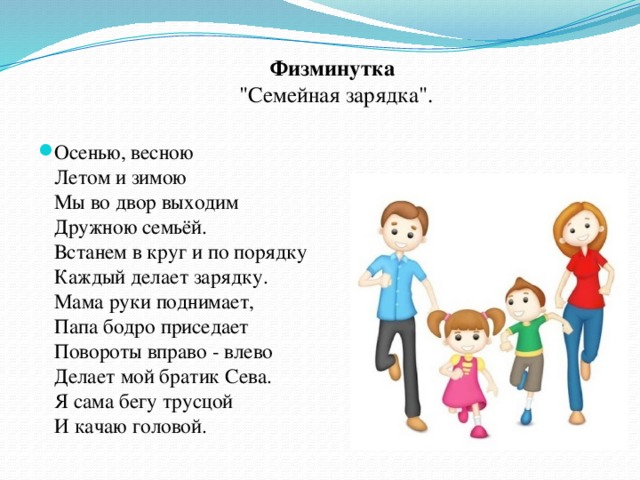 Физминутка
"Семейная зарядка".
Осенью, весною
Летом и зимою
Мы во двор выходим
Дружною семьёй.
Встанем в круг и по порядку
Каждый делает зарядку.
Мама руки поднимает,
Папа бодро приседает
Повороты вправо - влево
Делает мой братик Сева.
Я сама бегу трусцой
И качаю головой.